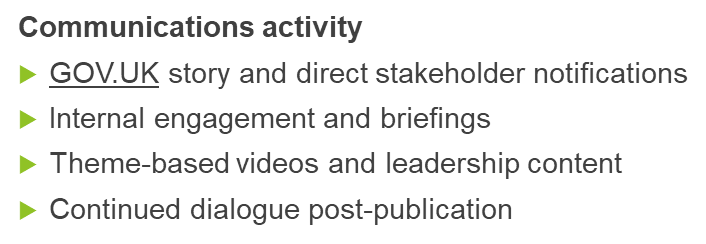 Communications activity
GOV.UK story and direct stakeholder notifications
Internal engagement and briefings
Theme-based videos and leadership content
Continued dialogue post-publication